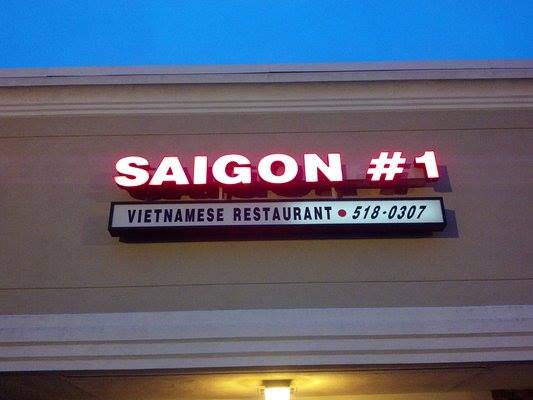 SAIGON #1
VIETNAMESE RESTAURANT • 518-0307